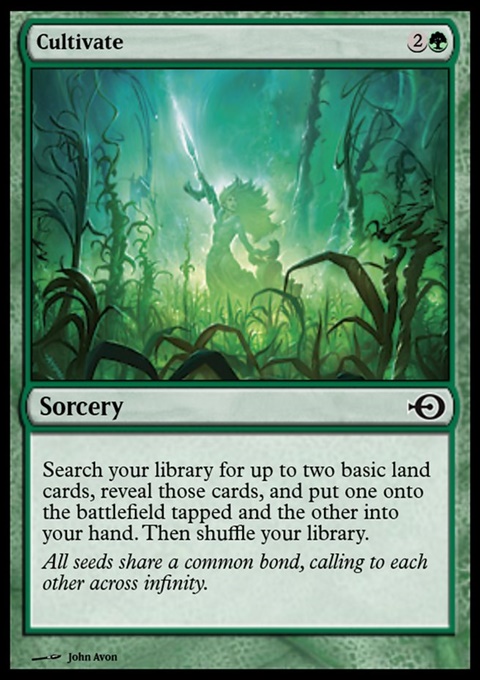 Cultivate 2
Sorcery
Search your library for up to two basic land
cards, reveal those cards, and put one onto
the battlefield tapped and the other into
your hand. Then shuffle your library.
All seeds share a common bond, calling to each
other across infinity.
John Avon